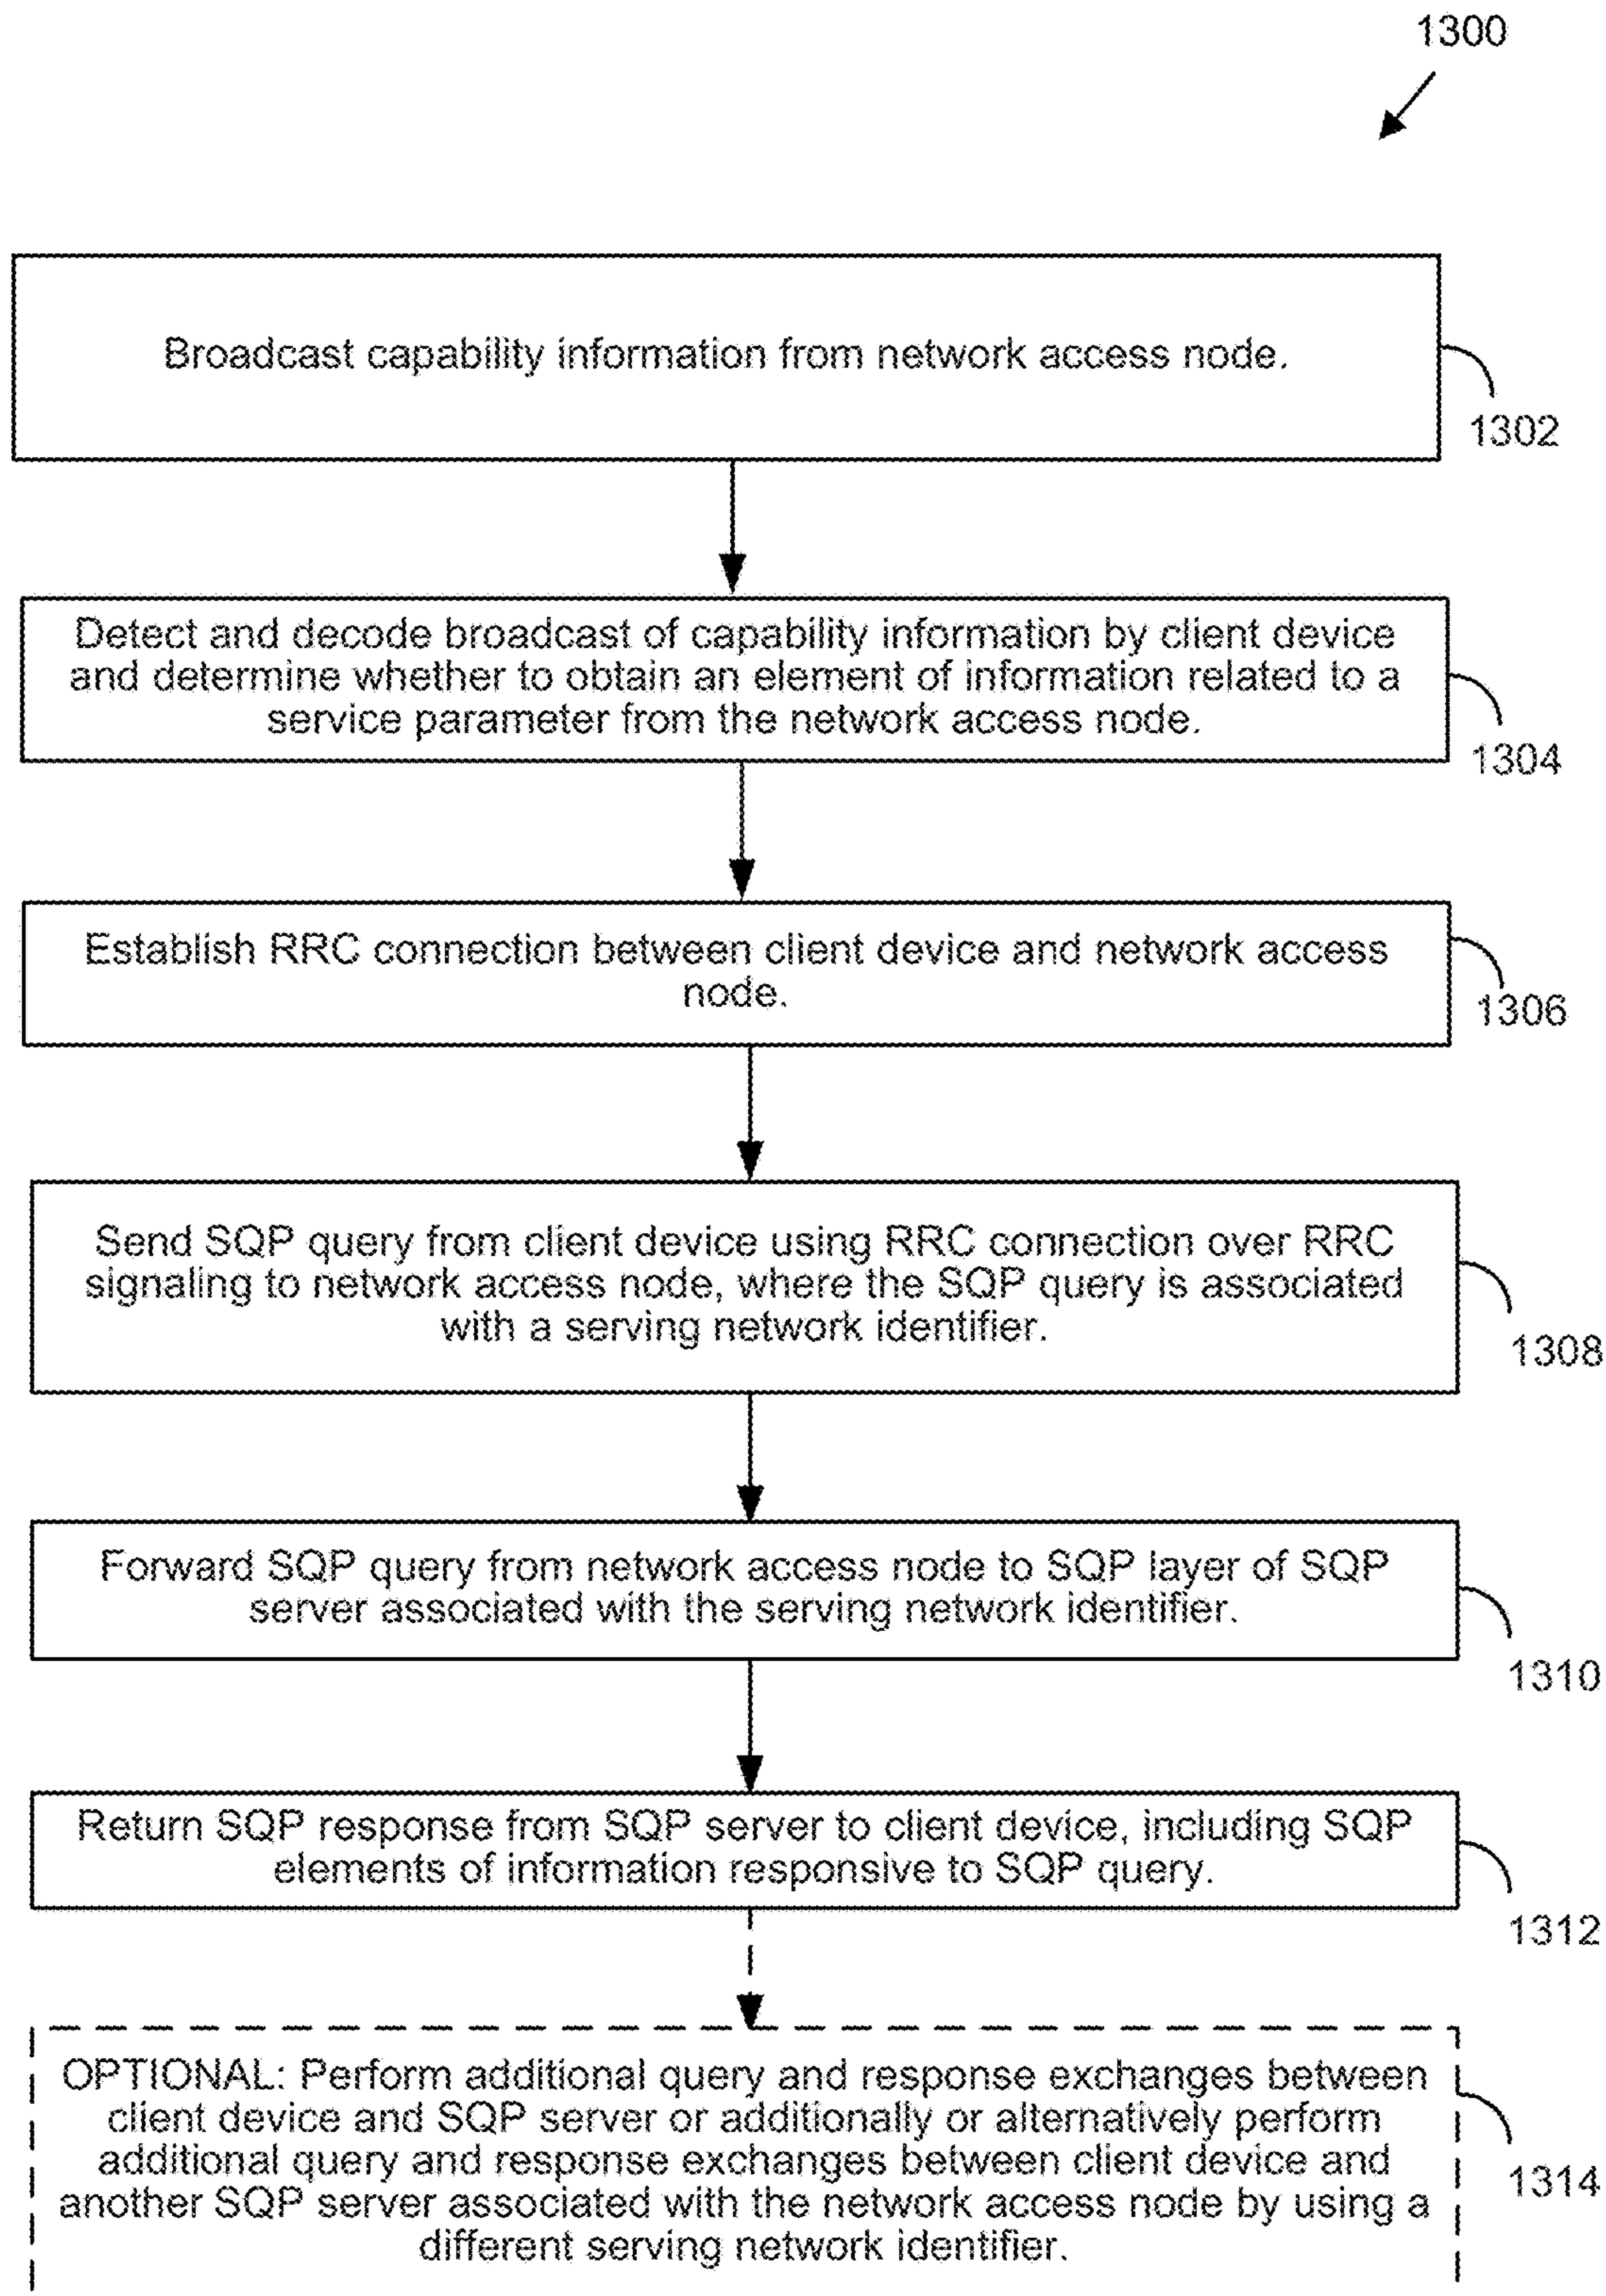 1300
Broadcast capability information from network access node.
1302
Detect and decode broadcast of capability information by client device
and determine whether to obtain an element of information related to a
service parameter from the network access node.
1304
Establish RRC connection between client device and network access
node.
1306
Send SQP query from client device using RRC connection over RRC
signaling to network access node, where the SQP query is associated
with a serving network identifier.
1308
Forward SQP query from network access node to SQP layer of SQP
server associated with the serving network identifier.
1310
Return SQP response from SQP server to client device, including SQP
elements of information responsive to SQP query.
1312
OPTIONAL: Perform additional query and response exchanges between
client device and SQP server or additionally or alternatively perform
additional query and response exchanges between client device and
another SQP server associated with the network access node by using a
different serving network identifier.
1314